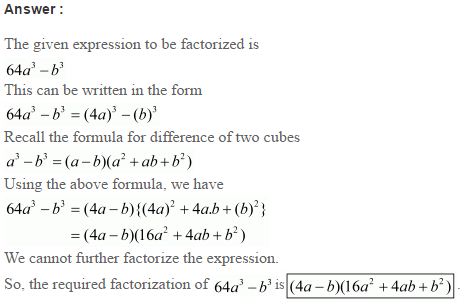 Answer :
The given expression to be factorized is
64a³ – b³
This can be written in the form
64a³ – b³ = (4a)³ – (b)³
Recall the formula for difference of two cubes
a³ – b³ = (a – b)(a² + ab + b²)
Using the above formula, we have
64a³ – b³ = (4a – b){(4a)² + 4a.b + (b)²}
= (4a – b)(16a² + 4ab + b²)
We cannot further factorize the expression.
So, the required factorization of 64a³ – b³ is (4a – b)(16a² + 4ab + b²).